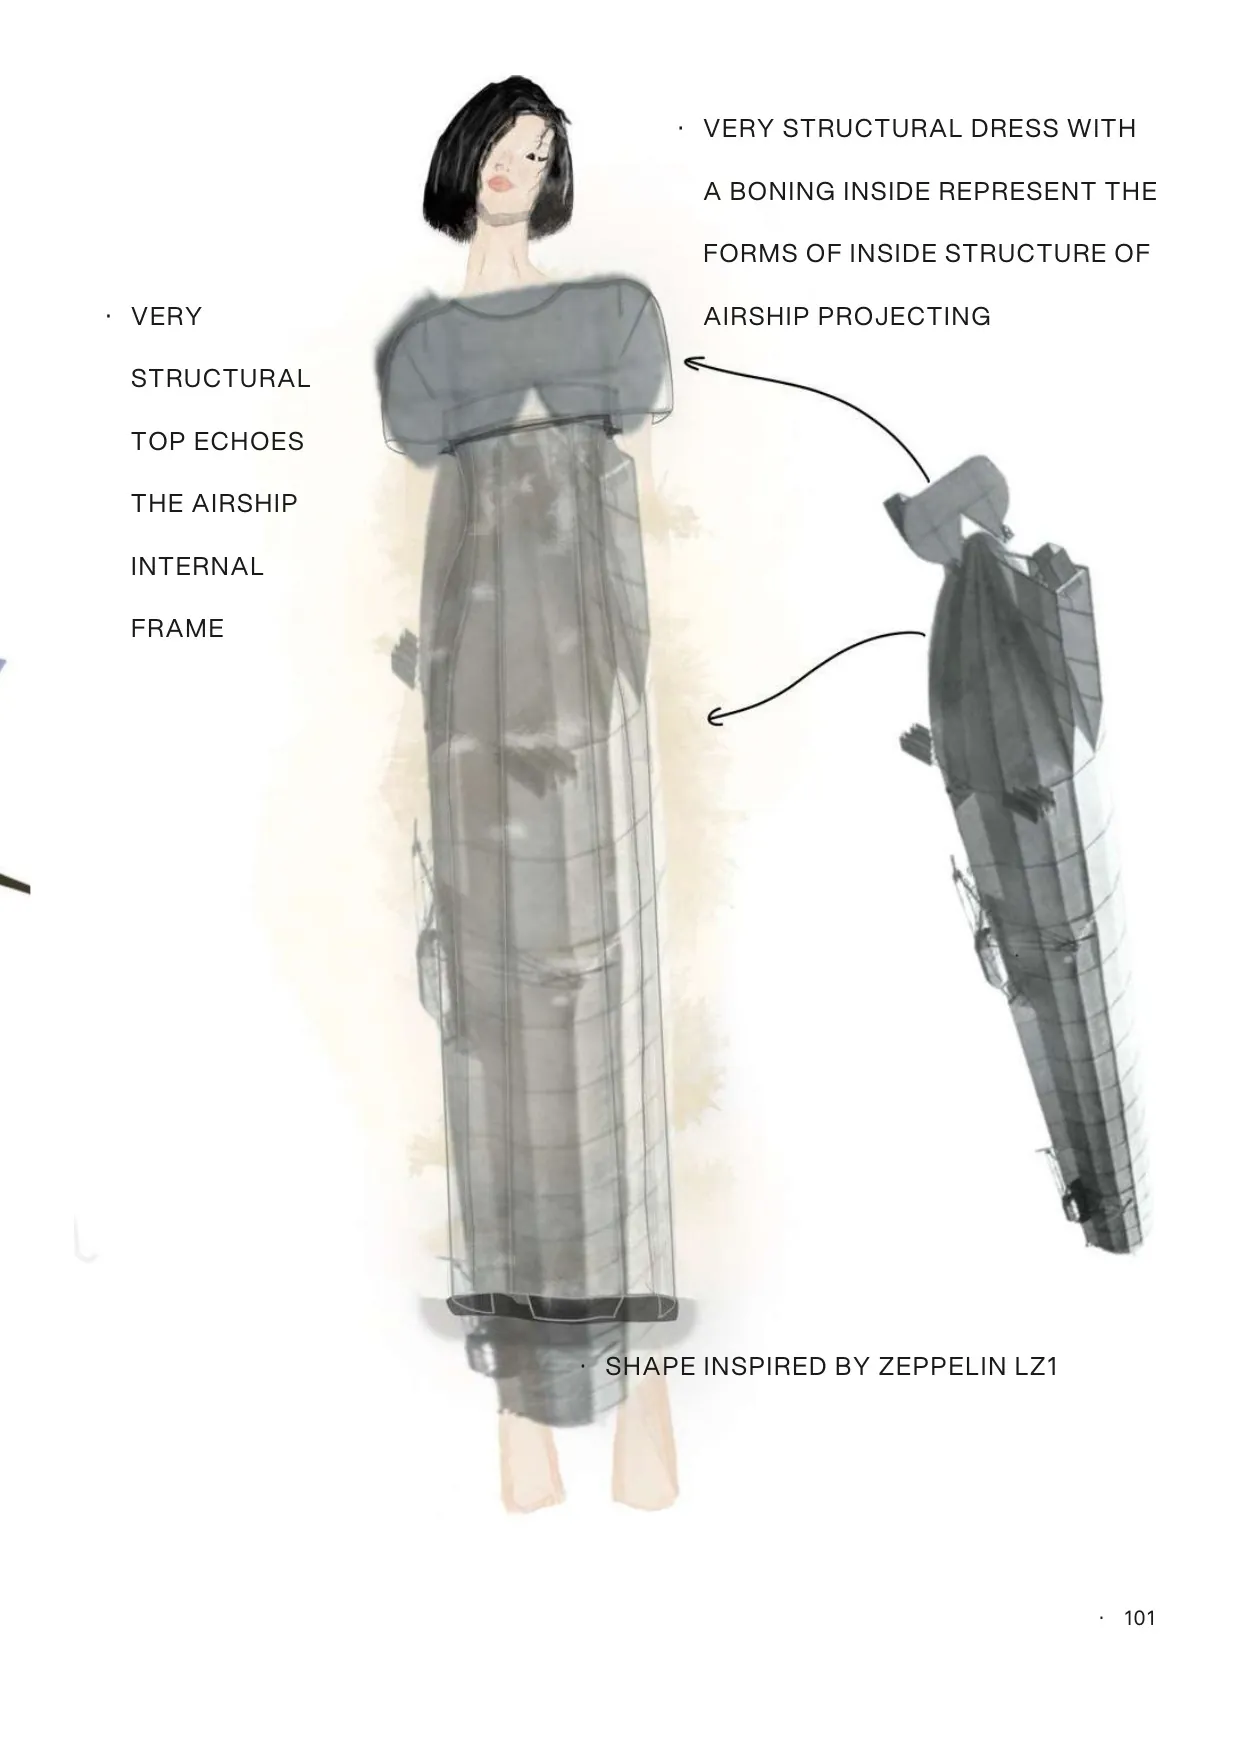 · VERY STRUCTURAL DRESS WITH
A BONING INSIDE REPRESENT THE
FORMS OF INSIDE STRUCTURE OF
AIRSHIP PROJECTING
· VERY
STRUCTURAL
TOP ECHOES
THE AIRSHIP
INTERNAL
FRAME
· SHAPE INSPIRED BY ZEPPELIN LZ1
· 101